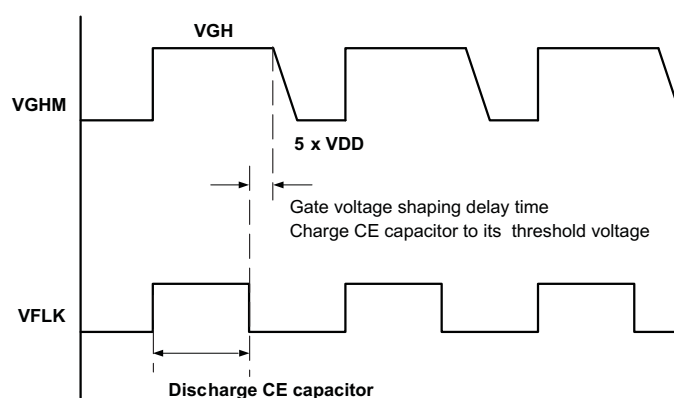 VGH
VGHM
5 x VDD
Gate voltage shaping delay time
Charge CE capacitor to its threshold voltage
VFLK
Discharge CE capacitor